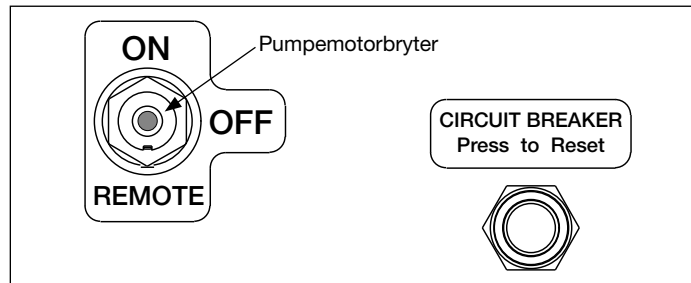 ON
Pumpemotorbryter
OFF
REMOTE
CIRCUIT BREAKER
Press to Reset